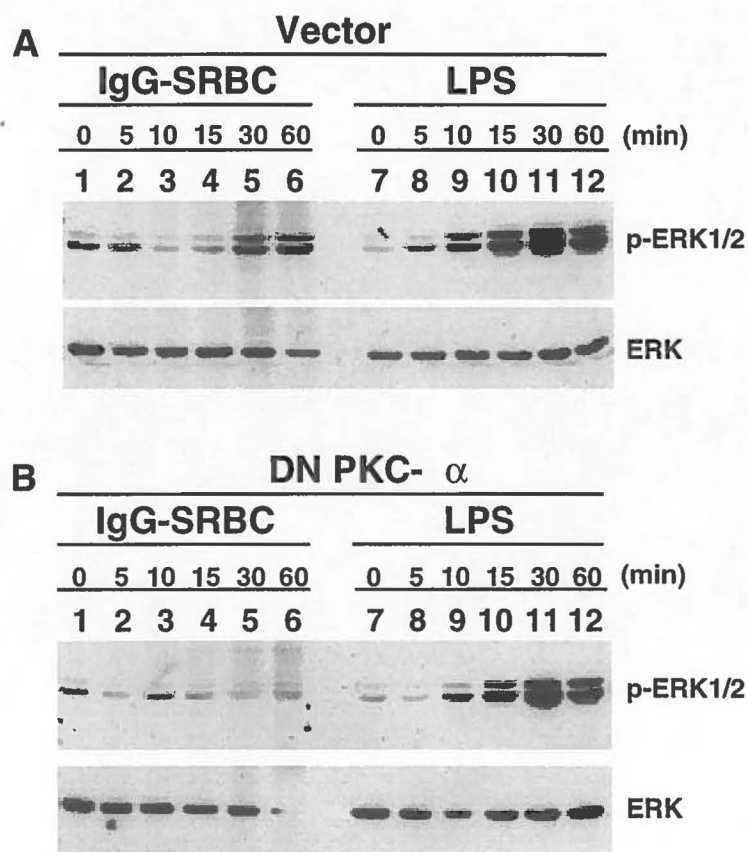 A
Vector
IgG-SRBC LPS
0 5 10 15 30 60 0 5 10 15 30 60 (min)
1 2 3 4 5 6 7 8 9 10 11 12
p-ERK1/2
ERK
B
DN PKC- α
IgG-SRBC LPS
0 5 10 15 30 60 0 5 10 15 30 60 (min)
1 2 3 4 5 6 7 8 9 10 11 12
p-ERK1/2
ERK